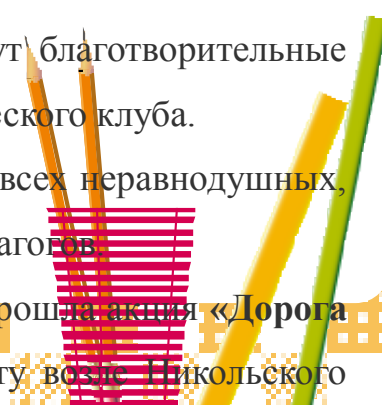 ут благотворительные
еского клуба.
всех неравнодушных,
агогов.
рошла акция «Дорога
ту возле Никольского